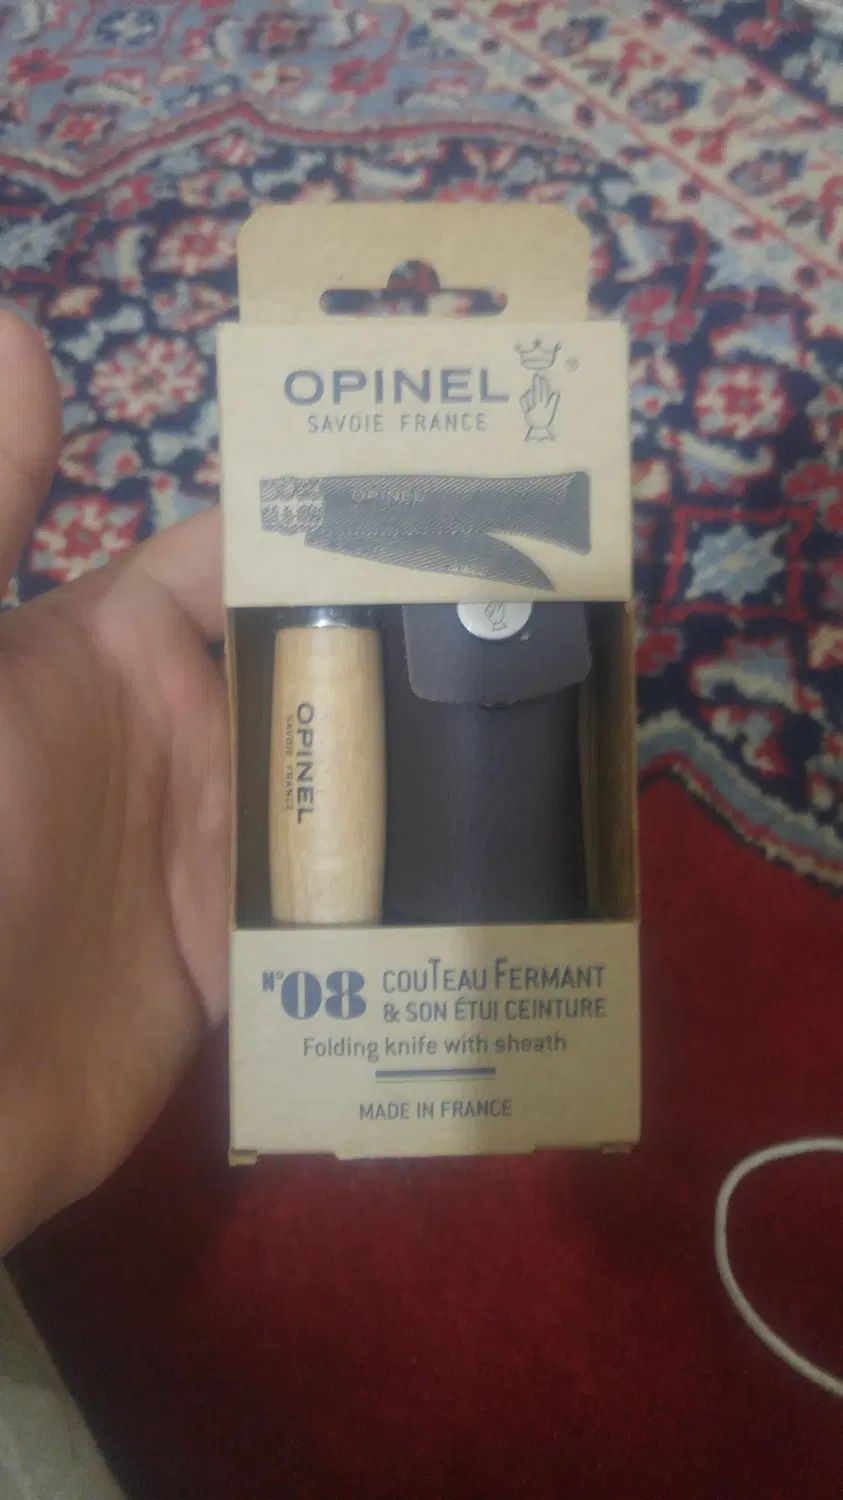 OPINEL®
SAVOIE FRANCE
OPINEL
OPINEL
SAVOIE FRANCE
N°08 COUTEAU FERMANT
& SON ÉTUI CEINTURE
Folding knife with sheath
MADE IN FRANCE